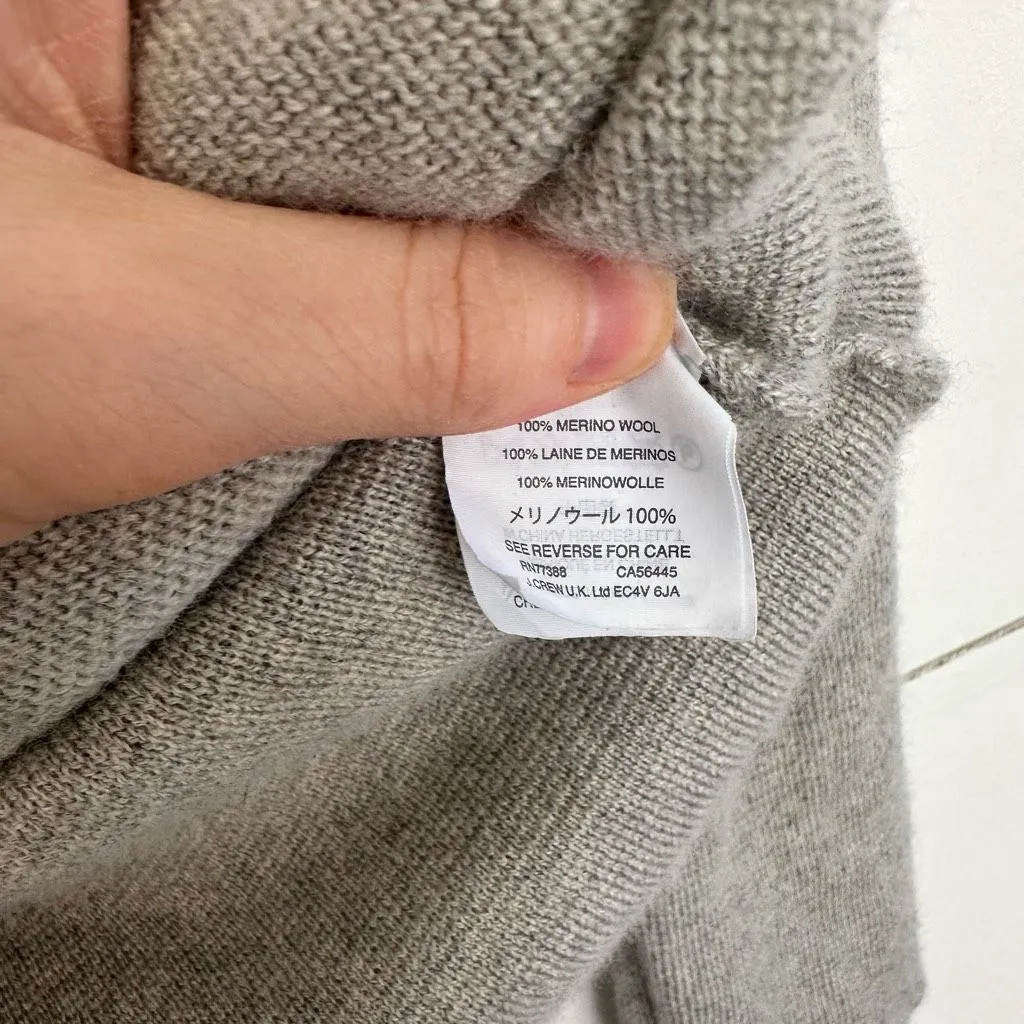 100% MERINO WOOL
100% LAINE DE MERINOS
100% MERINOWOLLE
メリノウール 100%
SEE REVERSE FOR CARE
RN77388 CA56445
J.CREW U.K. Ltd EC4V 6JA